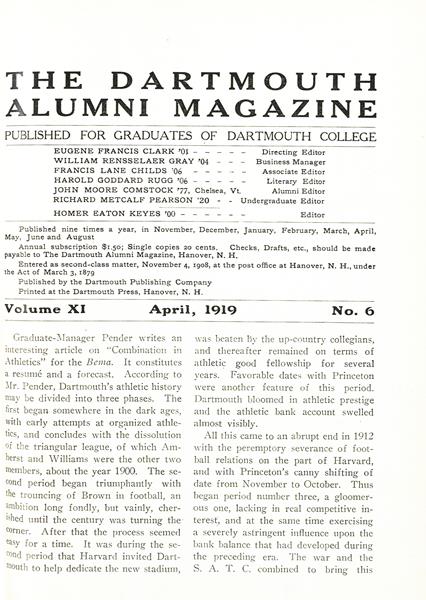 THE DARTMOUTH
ALUMNI MAGAZINE
PUBLISHED FOR GRADUATES OF DARTMOUTH COLLEGE
EUGENE FRANCIS CLARK '01 - - - - - Directing Editor
WILLIAM RENSSELAER GRAY '04 - - - - Business Manager
FRANCIS LANE CHILDS '06 - - - - - Associate Editor
HAROLD GODDARD RUGG '06 - - - - - Literary Editor
JOHN MOORE COMSTOCK '77, Chelsea, Vt. Alumni Editor
RICHARD METCALF PEARSON '20 - - Undergraduate Editor
HOMER EATON KEYES '00 - - - - - Editor
Published nine times a year, in November, December, January, February, March, April,
May, June and August
Annual subscription $1.50; Single copies 20 cents. Checks, Drafts, etc., should be made
payable to The Dartmouth Alumni Magazine, Hanover, N. H.
Entered as second-class matter, November 4, 1908, at the post office at Hanover, N. H., under
the Act of March 3, 1879
Published by the Dartmouth Publishing Company
Printed at the Dartmouth Press, Hanover, N. H.
Volume XI April, 1919 No. 6
Graduate-Manager Pender writes an
interesting article on "Combination in
Athletics" for the Bema. It constitutes
a resumé and a forecast. According to
Mr. Pender, Dartmouth's athletic history
may be divided into three phases. The
first began somewhere in the dark ages,
with early attempts at organized athle-
tics, and concludes with the dissolution
of the triangular league, of which Am-
herst and Williams were the other two
members, about the year 1900. The se-
cond period began triumphantly with
the trouncing of Brown in football, an
ambition long fondly, but vainly, cher-
ished until the century was turning the
corner. After that the process seemed
easy for a time. It was during the se-
cond period that Harvard invited Dart-
mouth to help dedicate the new stadium,
was beaten by the up-country collegians,
and thereafter remained on terms of
athletic good fellowship for several
years. Favorable dates with Princeton
were another feature of this period.
Dartmouth bloomed in athletic prestige
and the athletic bank account swelled
almost visibly.
All this came to an abrupt end in 1912
with the peremptory severance of foot-
ball relations on the part of Harvard,
and with Princeton's canny shifting of
date from November to October. Thus
began period number three, a gloomer-
ous one, lacking in real competitive in-
terest, and at the same time exercising
a severely astringent influence upon the
bank balance that had developed during
the preceding era. The war and the
S. A. T. C. combined to bring this